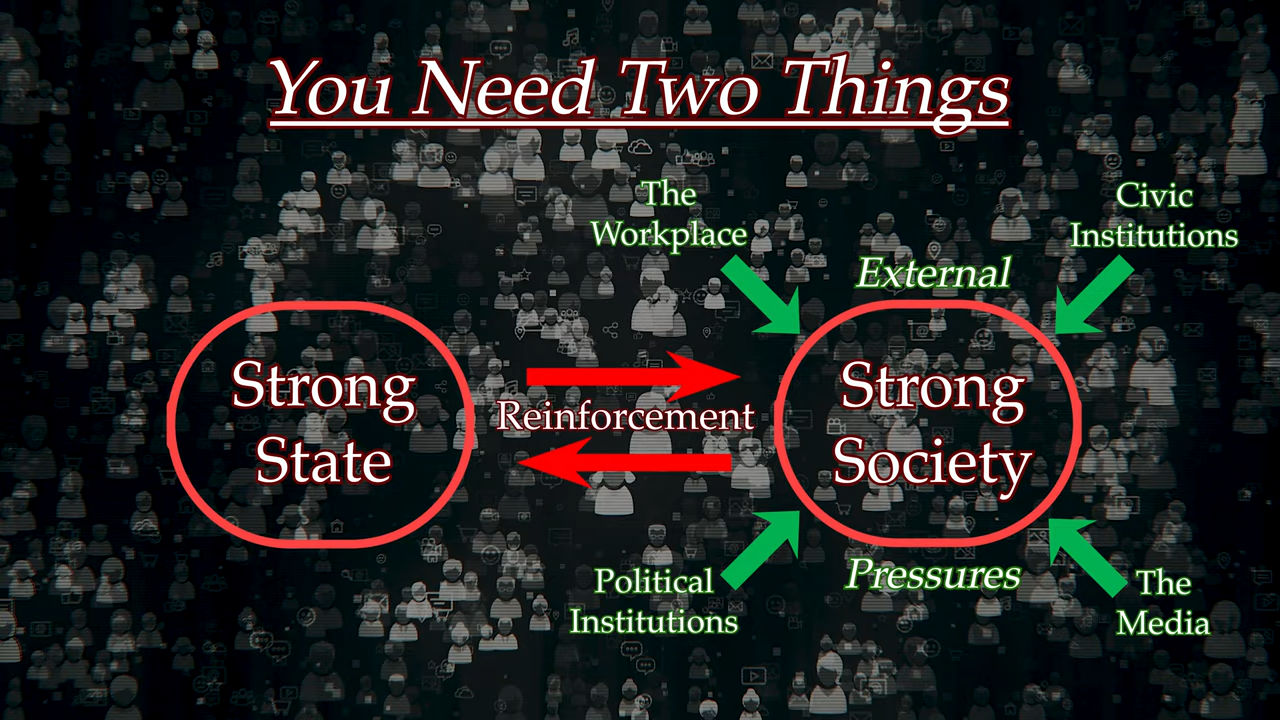 You Need Two Things
The
Workplace
Civic
Institutions
External
Strong
State
Reinforcement
Strong
Society
Pressures
Political
Institutions
The
Media